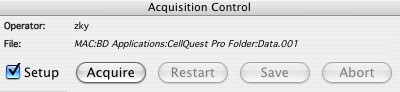 Acquisition Control
Operator: zky
File: MAC:BD Applications:CellQuest Pro Folder:Data.001
Setup Acquire Restart Save Abort